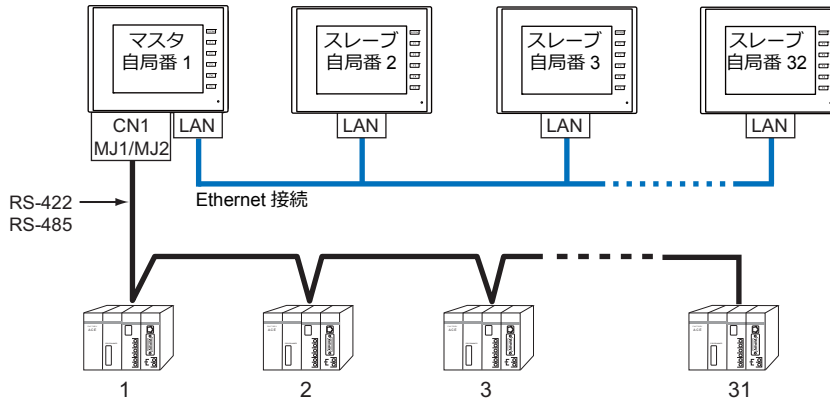 マスタ
自局番 1
スレーブ
自局番 2
スレーブ
自局番 3
スレーブ
自局番 32
CN1
MJ1/MJ2
LAN
LAN
LAN
LAN
Ethernet 接続
RS-422
RS-485
1
2
3
31